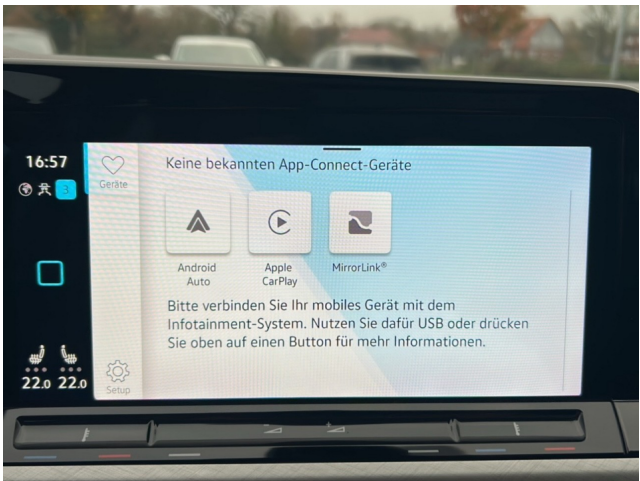 16:57
3
Geräte
Keine bekannten App-Connect-Geräte
Android
Auto
Apple
CarPlay
MirrorLink®
Bitte verbinden Sie Ihr mobiles Gerät mit dem
Infotainment-System. Nutzen Sie dafür USB oder drücken
Sie oben auf einen Button für mehr Informationen.
22.0 22.0
Setup